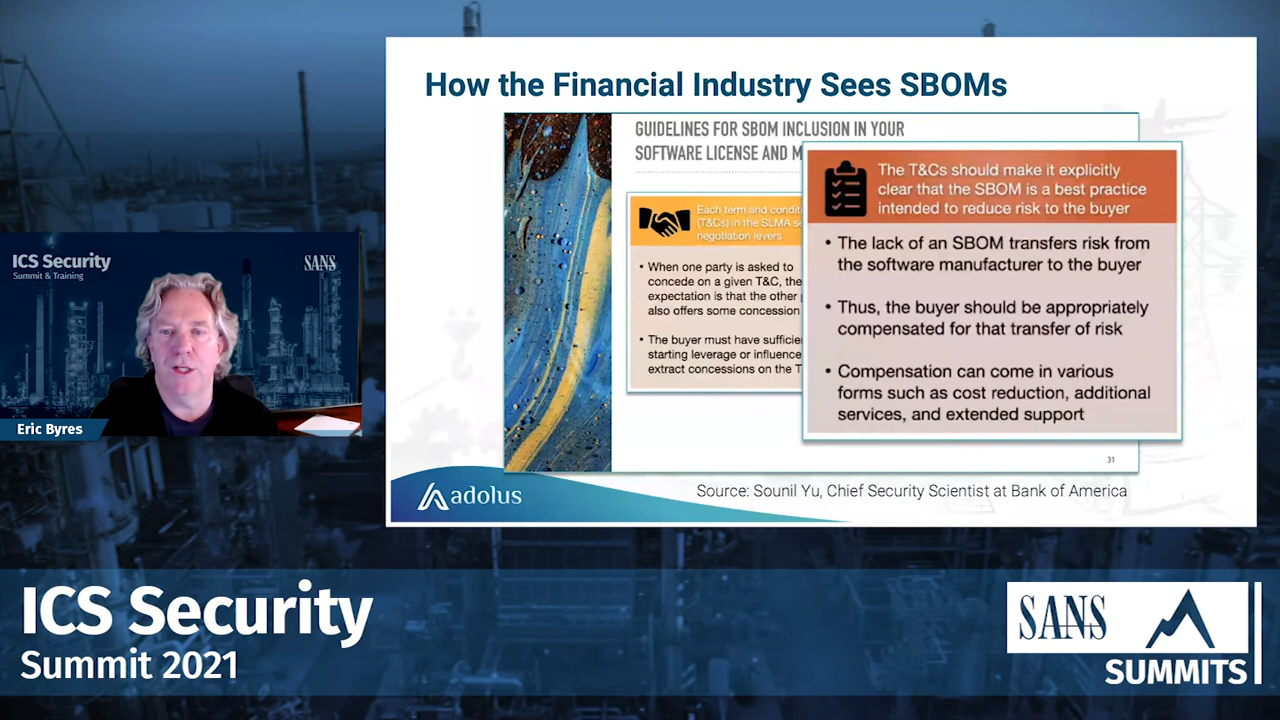 How the Financial Industry Sees SBOMs
GUIDELINES FOR SBOM INCLUSION IN YOUR
SOFTWARE LICENSE AND
Each term and
(T&Cs) in the SLMA
negotiation levers
• When one party is asked to
concede on a given T&C, the
expectation is that the other
also offers some concession
• The buyer must have
starting leverage or influence
extract concessions on the
The T&Cs should make it explicitly
clear that the SBOM is a best practice
intended to reduce risk to the buyer
• The lack of an SBOM transfers risk from
the software manufacturer to the buyer
• Thus, the buyer should be appropriately
compensated for that transfer of risk
• Compensation can come in various
forms such as cost reduction, additional
services, and extended support
31
adolus
Source: Sounil Yu, Chief Security Scientist at Bank of America
ICS Security
Summit & Training
SANS
Eric Byres
ICS Security
Summit 2021
SANS
SUMMITS